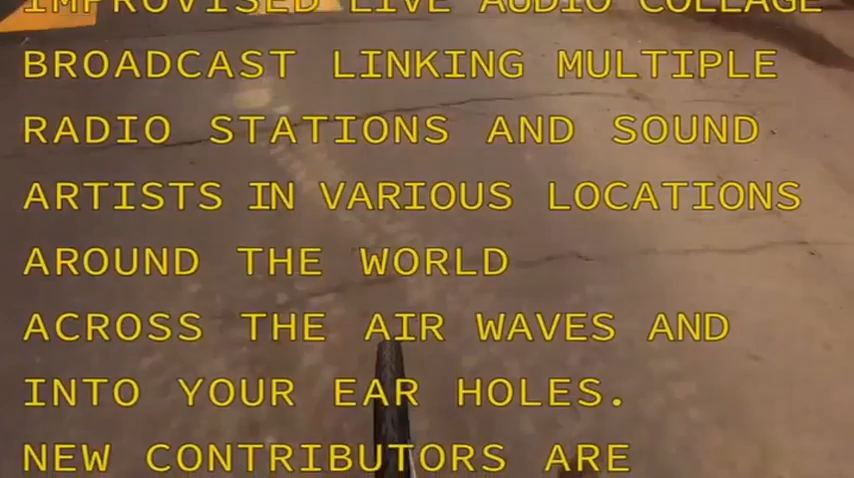 IMPROVISED LIVE AUDIO COLLAGE
BROADCAST LINKING MULTIPLE
RADIO STATIONS AND SOUND
ARTISTS IN VARIOUS LOCATIONS
AROUND THE WORLD
ACROSS THE AIR WAVES AND
INTO YOUR EAR HOLES.
NEW CONTRIBUTORS ARE